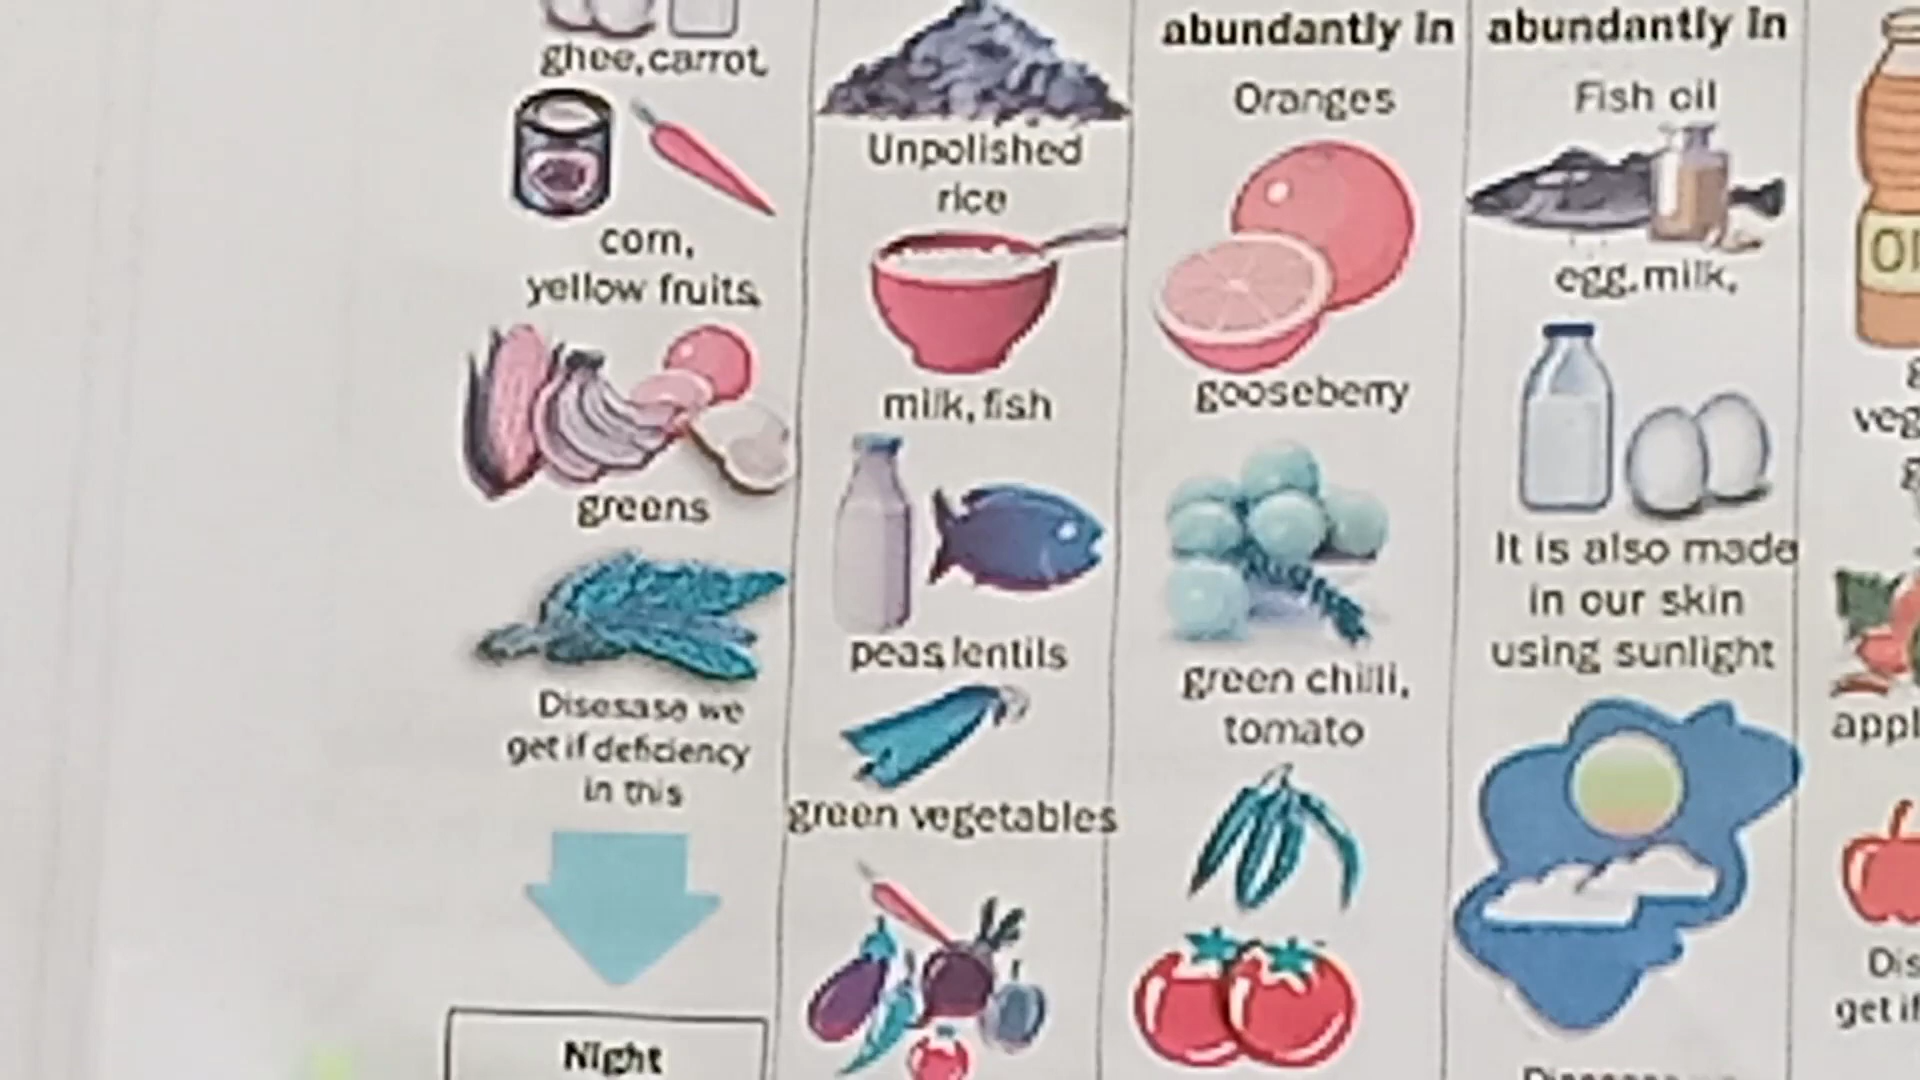 ghee,carrot,
corn,
yellow fruits,
greens
Disesase we
get if deficiency
in this
Night
Unpolished
rice
milk, fish
peas,lentils
green vegetables
abundantly in
Oranges
gooseberry
green chilli,
tomato
abundantly in
Fish oil
egg,milk,
It is also made
in our skin
using sunlight